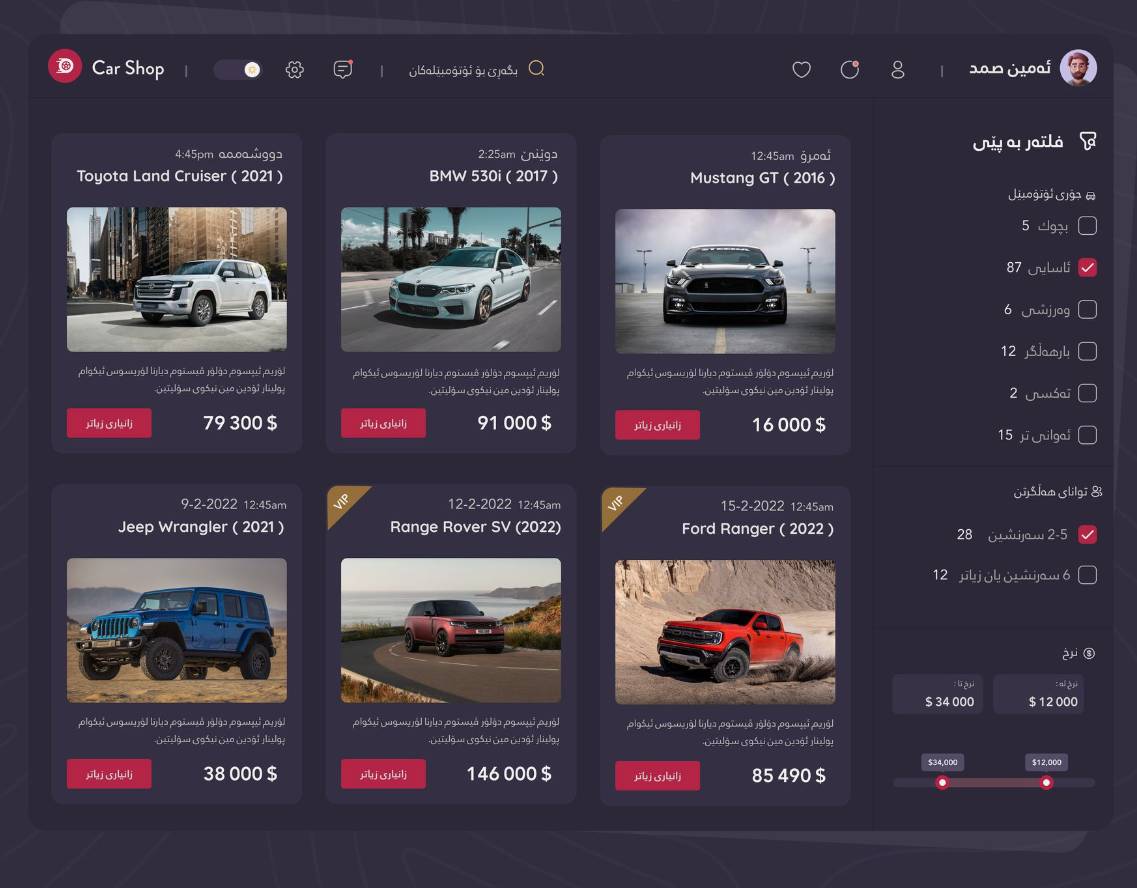 ئەمین صمد
بگەڕێ بۆ ئۆتۆمبێلەکان
Car Shop
فلتەر بە پێی
جۆری ئۆتۆمبێل
بچوك 5
ئاسایی 87
وەرزشی 6
بارهەڵگر 12
تەکسی 2
ئەوانی تر 15
توانای هەڵگرتن
2-5 سەرنشین 28
6 سەرنشین یان زیاتر 12
نرخ
نرخ لە :
$ 12 000
نرخ تا :
$ 34 000
$12,000
$34,000
ئەمرۆ 12:45am
Mustang GT ( 2016 )
STEEDA
لۆریم ئیپسوم دۆلۆر ڤیستوم دیارنا لۆریسوس ئیکوام
پولینار ئۆدین مین نیکوی سۆلیتین.
16 000 $
زانیاری زیاتر
دوێنێ 2:25am
BMW 530i ( 2017 )
لۆریم ئیپسوم دۆلۆر ڤیستوم دیارنا لۆریسوس ئیکوام
پولینار ئۆدین مین نیکوی سۆلیتین.
91 000 $
زانیاری زیاتر
دووشەممە 4:45pm
Toyota Land Cruiser ( 2021 )
لۆریم ئیپسوم دۆلۆر ڤیستوم دیارنا لۆریسوس ئیکوام
پولینار ئۆدین مین نیکوی سۆلیتین.
79 300 $
زانیاری زیاتر
VIP
15-2-2022 12:45am
Ford Ranger ( 2022 )
لۆریم ئیپسوم دۆلۆر ڤیستوم دیارنا لۆریسوس ئیکوام
پولینار ئۆدین مین نیکوی سۆلیتین.
85 490 $
زانیاری زیاتر
VIP
12-2-2022 12:45am
Range Rover SV (2022)
لۆریم ئیپسوم دۆلۆر ڤیستوم دیارنا لۆریسوس ئیکوام
پولینار ئۆدین مین نیکوی سۆلیتین.
146 000 $
زانیاری زیاتر
9-2-2022 12:45am
Jeep Wrangler ( 2021 )
لۆریم ئیپسوم دۆلۆر ڤیستوم دیارنا لۆریسوس ئیکوام
پولینار ئۆدین مین نیکوی سۆلیتین.
38 000 $
زانیاری زیاتر